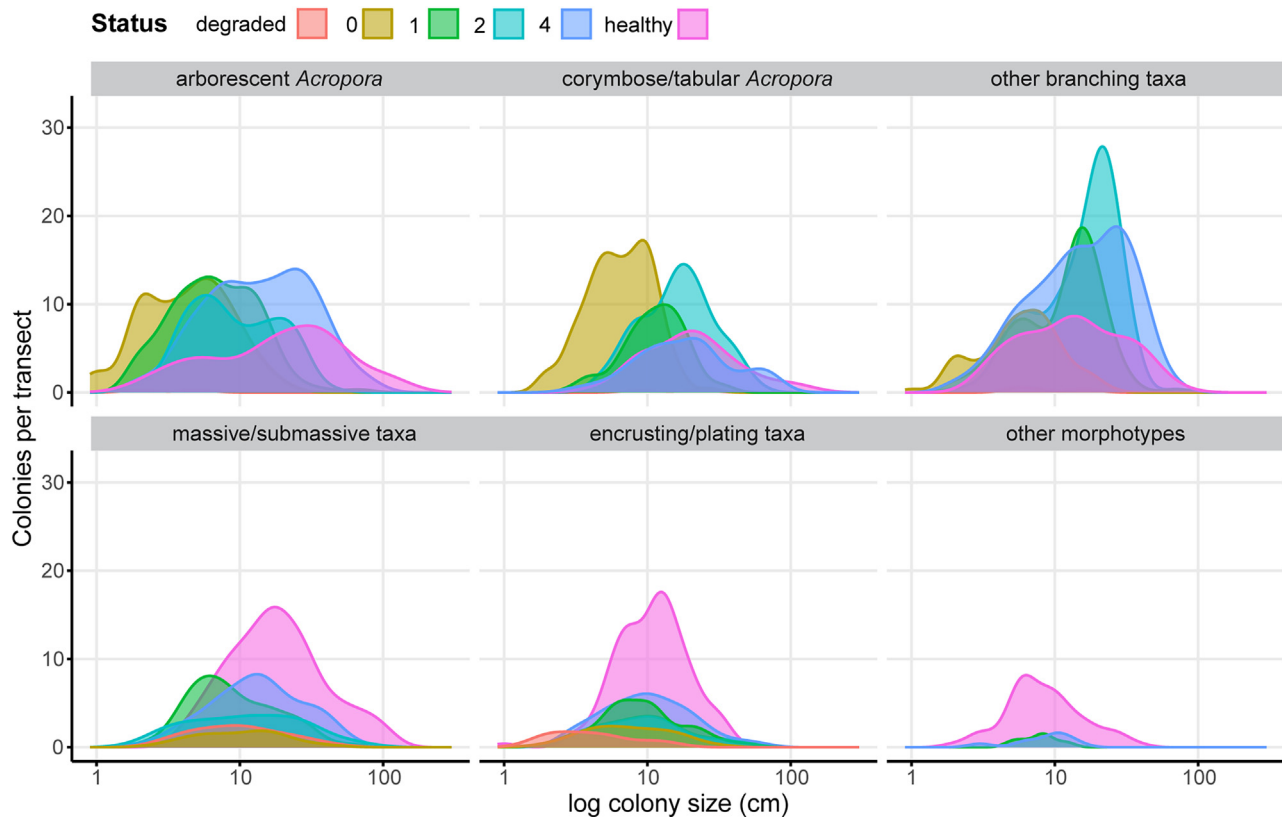 Status degraded 0 1 2 4 healthy
arborescent Acropora corymbose/tabular Acropora other branching taxa
30
20
10
0
massive/submassive taxa encrusting/plating taxa other morphotypes
30
20
10
0
1 10 100 1 10 100 1 10 100
log colony size (cm)
Colonies per transect